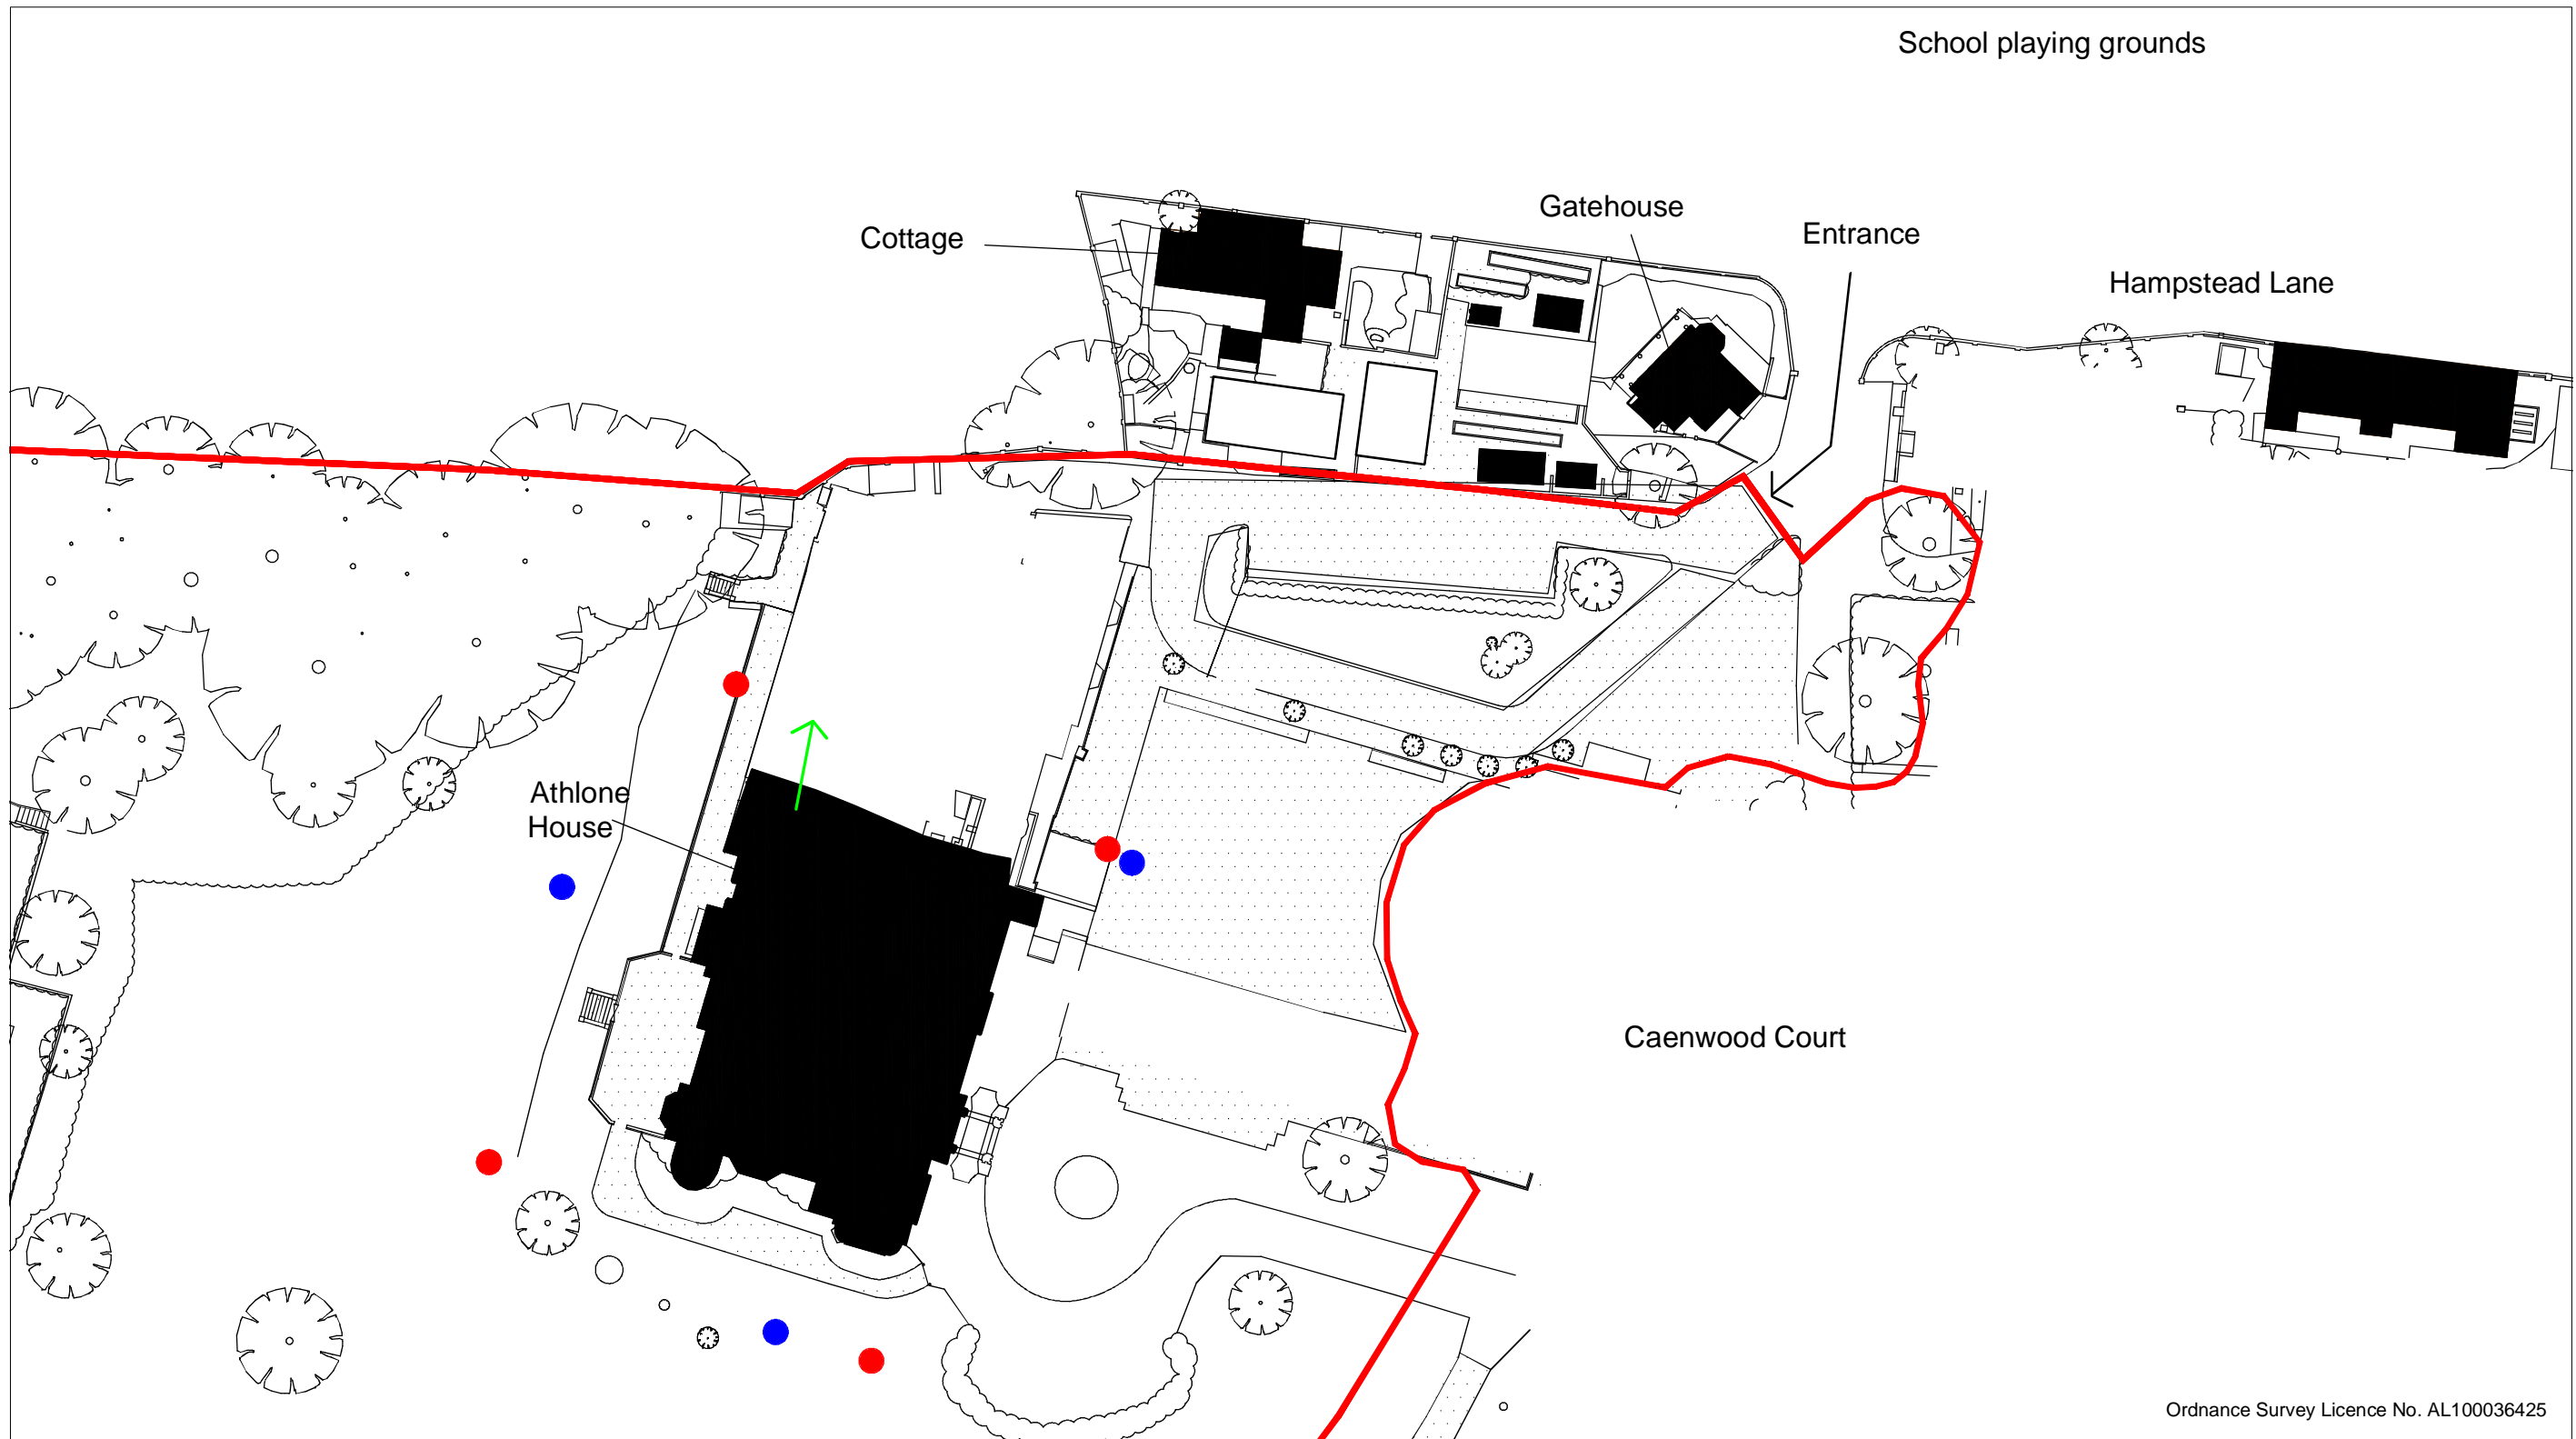 School playing grounds
Gatehouse
Cottage
Entrance
Hampstead Lane
Athlone
House
Caenwood Court
Ordnance Survey Licence No. AL100036425